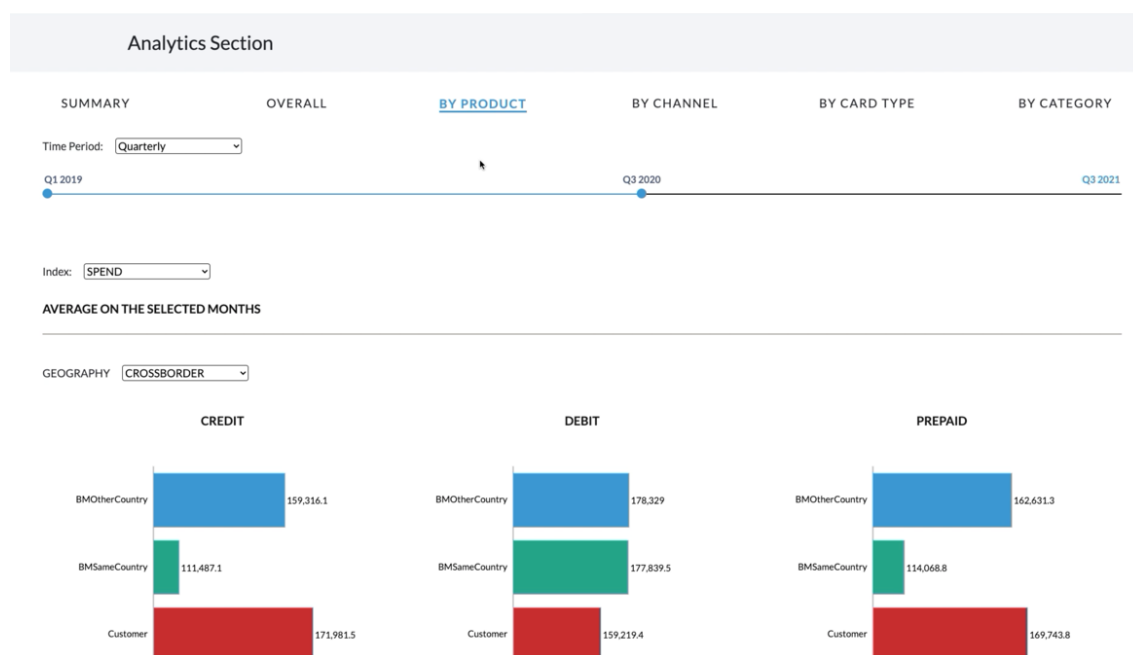 Analytics Section
SUMMARY OVERALL BY PRODUCT BY CHANNEL BY CARD TYPE BY CATEGORY
Time Period: Quarterly
Q1 2019 Q3 2020 Q3 2021
Index: SPEND
AVERAGE ON THE SELECTED MONTHS
GEOGRAPHY CROSSBORDER
CREDIT DEBIT PREPAID
BMOtherCountry 159,316.1 BMOtherCountry 178,329 BMOtherCountry 162,631.3
BMSameCountry 111,487.1 BMSameCountry 177,839.5 BMSameCountry 114,068.8
Customer 171,981.5 Customer 159,219.4 Customer 169,743.8